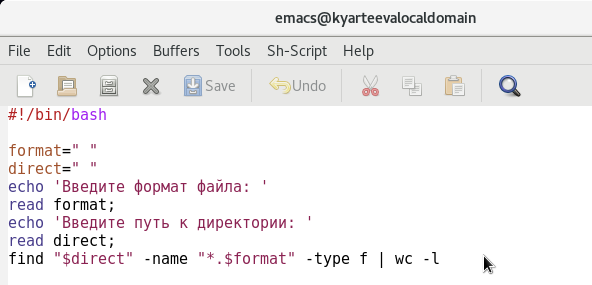 emacs@kyarteevalocaldomain
File Edit Options Buffers Tools Sh-Script Help
Save Undo
#!/bin/bash
format=" "
direct=" "
echo 'Введите формат файла: '
read format;
echo 'Введите путь к директории: '
read direct;
find "$direct" -name "*.$format" -type f | wc -l